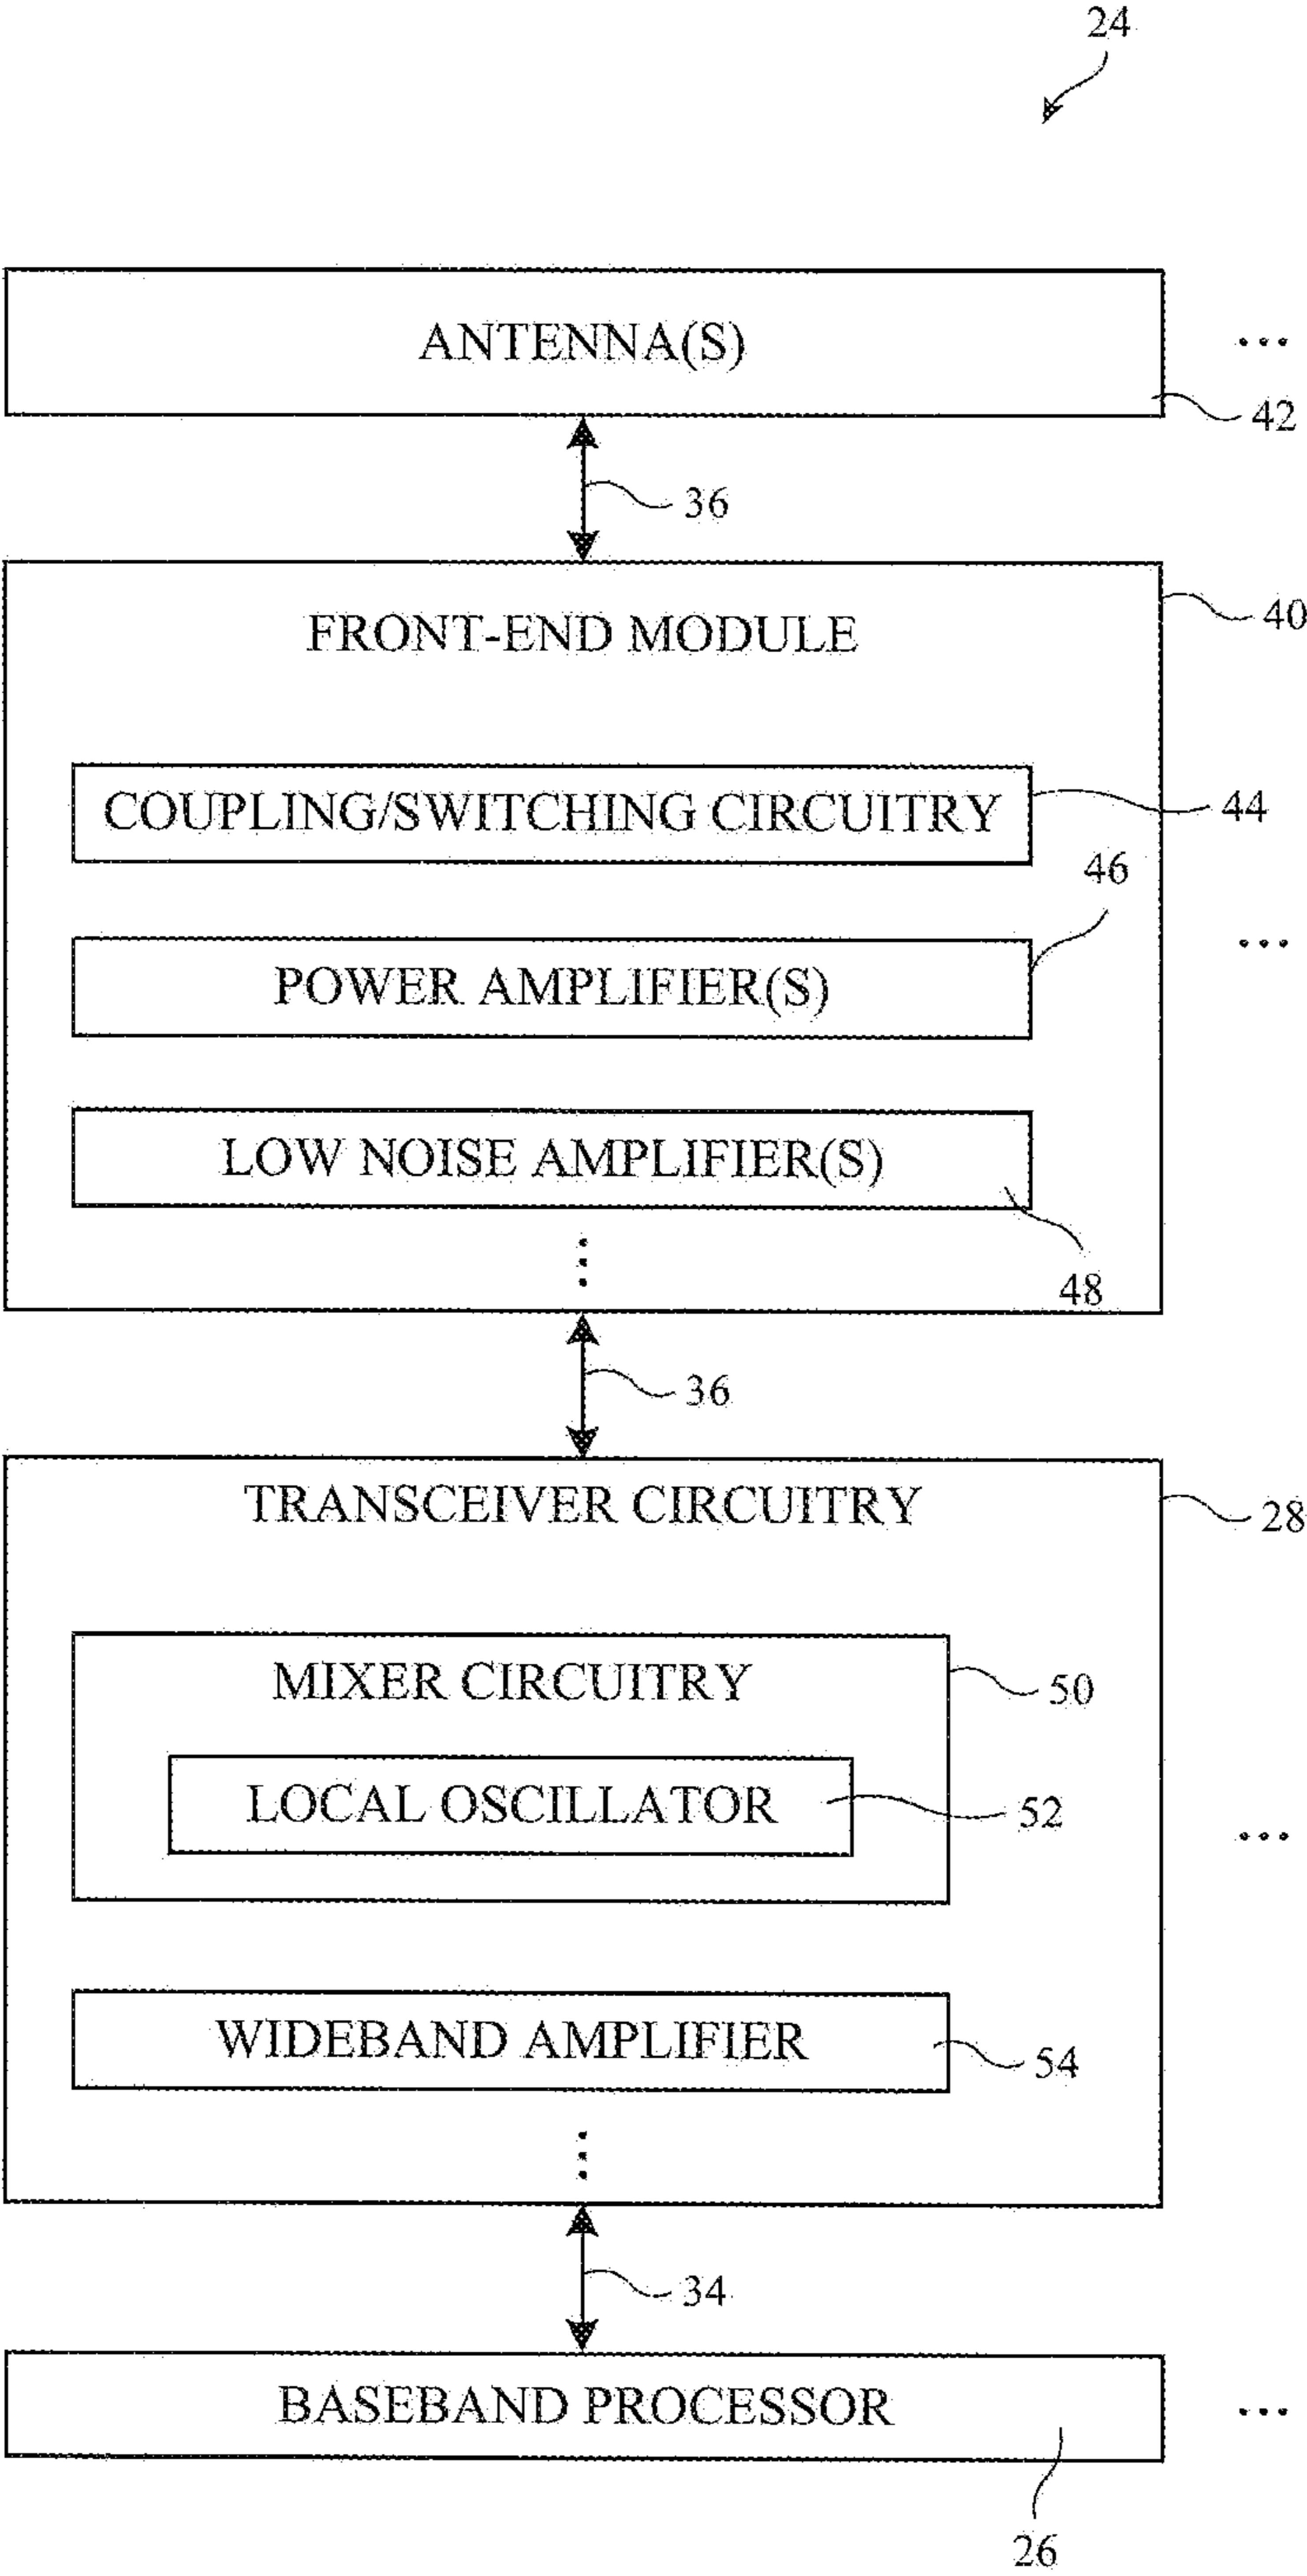 24
ANTENNA(S)
...
42
36
FRONT-END MODULE
40
COUPLING/SWITCHING CIRCUITRY
44
46
POWER AMPLIFIER(S)
...
LOW NOISE AMPLIFIER(S)
48
...
36
TRANSCEIVER CIRCUITRY
28
MIXER CIRCUITRY
50
LOCAL OSCILLATOR
52
...
WIDEBAND AMPLIFIER
54
...
34
BASEBAND PROCESSOR
...
26